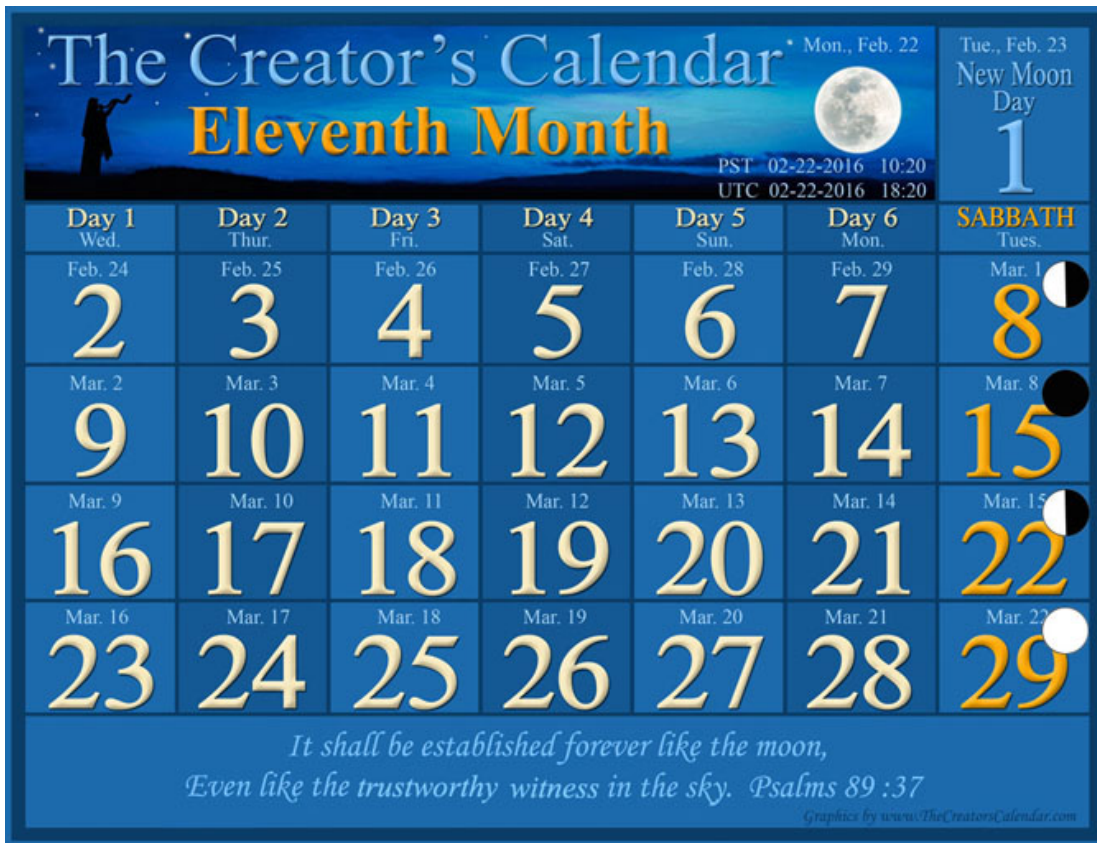 The Creator's Calendar
Eleventh Month
Mon., Feb. 22
PST 02-22-2016 10:20
UTC 02-22-2016 18:20
Tue., Feb. 23
New Moon
Day
1
Day 1 Day 2 Day 3 Day 4 Day 5 Day 6 SABBATH
Wed. Thur. Fri. Sat. Sun. Mon. Tues.
Feb. 24 Feb. 25 Feb. 26 Feb. 27 Feb. 28 Feb. 29 Mar. 1
2 3 4 5 6 7 8
Mar. 2 Mar. 3 Mar. 4 Mar. 5 Mar. 6 Mar. 7 Mar. 8
9 10 11 12 13 14 15
Mar. 9 Mar. 10 Mar. 11 Mar. 12 Mar. 13 Mar. 14 Mar. 15
16 17 18 19 20 21 22
Mar. 16 Mar. 17 Mar. 18 Mar. 19 Mar. 20 Mar. 21 Mar. 22
23 24 25 26 27 28 29
It shall be established forever like the moon,
Even like the trustworthy witness in the sky. Psalms 89 :37
Graphics by www.TheCreatorsCalendar.com